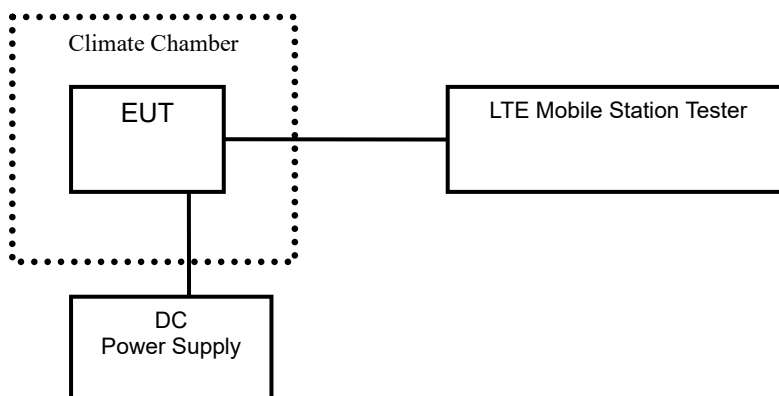 Climate Chamber
EUT
LTE Mobile Station Tester
DC
Power Supply